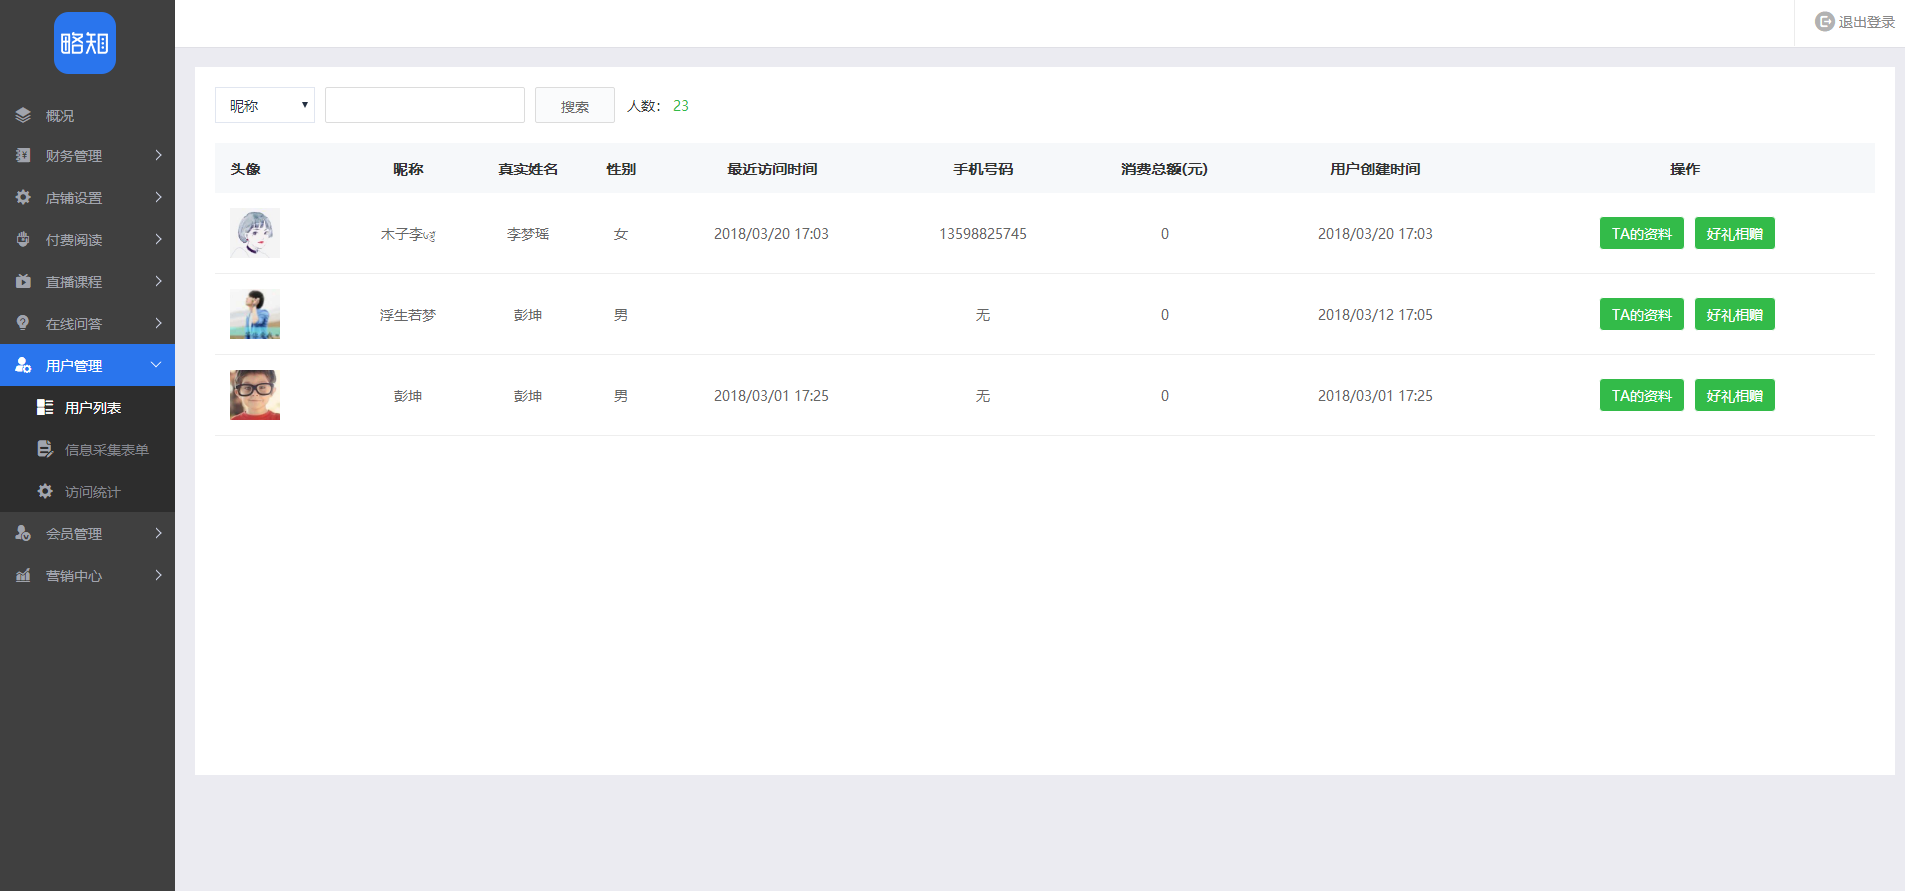 略知
退出登录
概况
财务管理
店铺设置
付费阅读
直播课程
在线问答
用户管理
用户列表
信息采集表单
访问统计
会员管理
营销中心
昵称 搜索 人数： 23
头像 昵称 真实姓名 性别 最近访问时间 手机号码 消费总额(元) 用户创建时间 操作
木子李 李梦瑶 女 2018/03/20 17:03 13598825745 0 2018/03/20 17:03 TA的资料 好礼相赠
浮生若梦 彭坤 男 无 0 2018/03/12 17:05 TA的资料 好礼相赠
彭坤 彭坤 男 2018/03/01 17:25 无 0 2018/03/01 17:25 TA的资料 好礼相赠